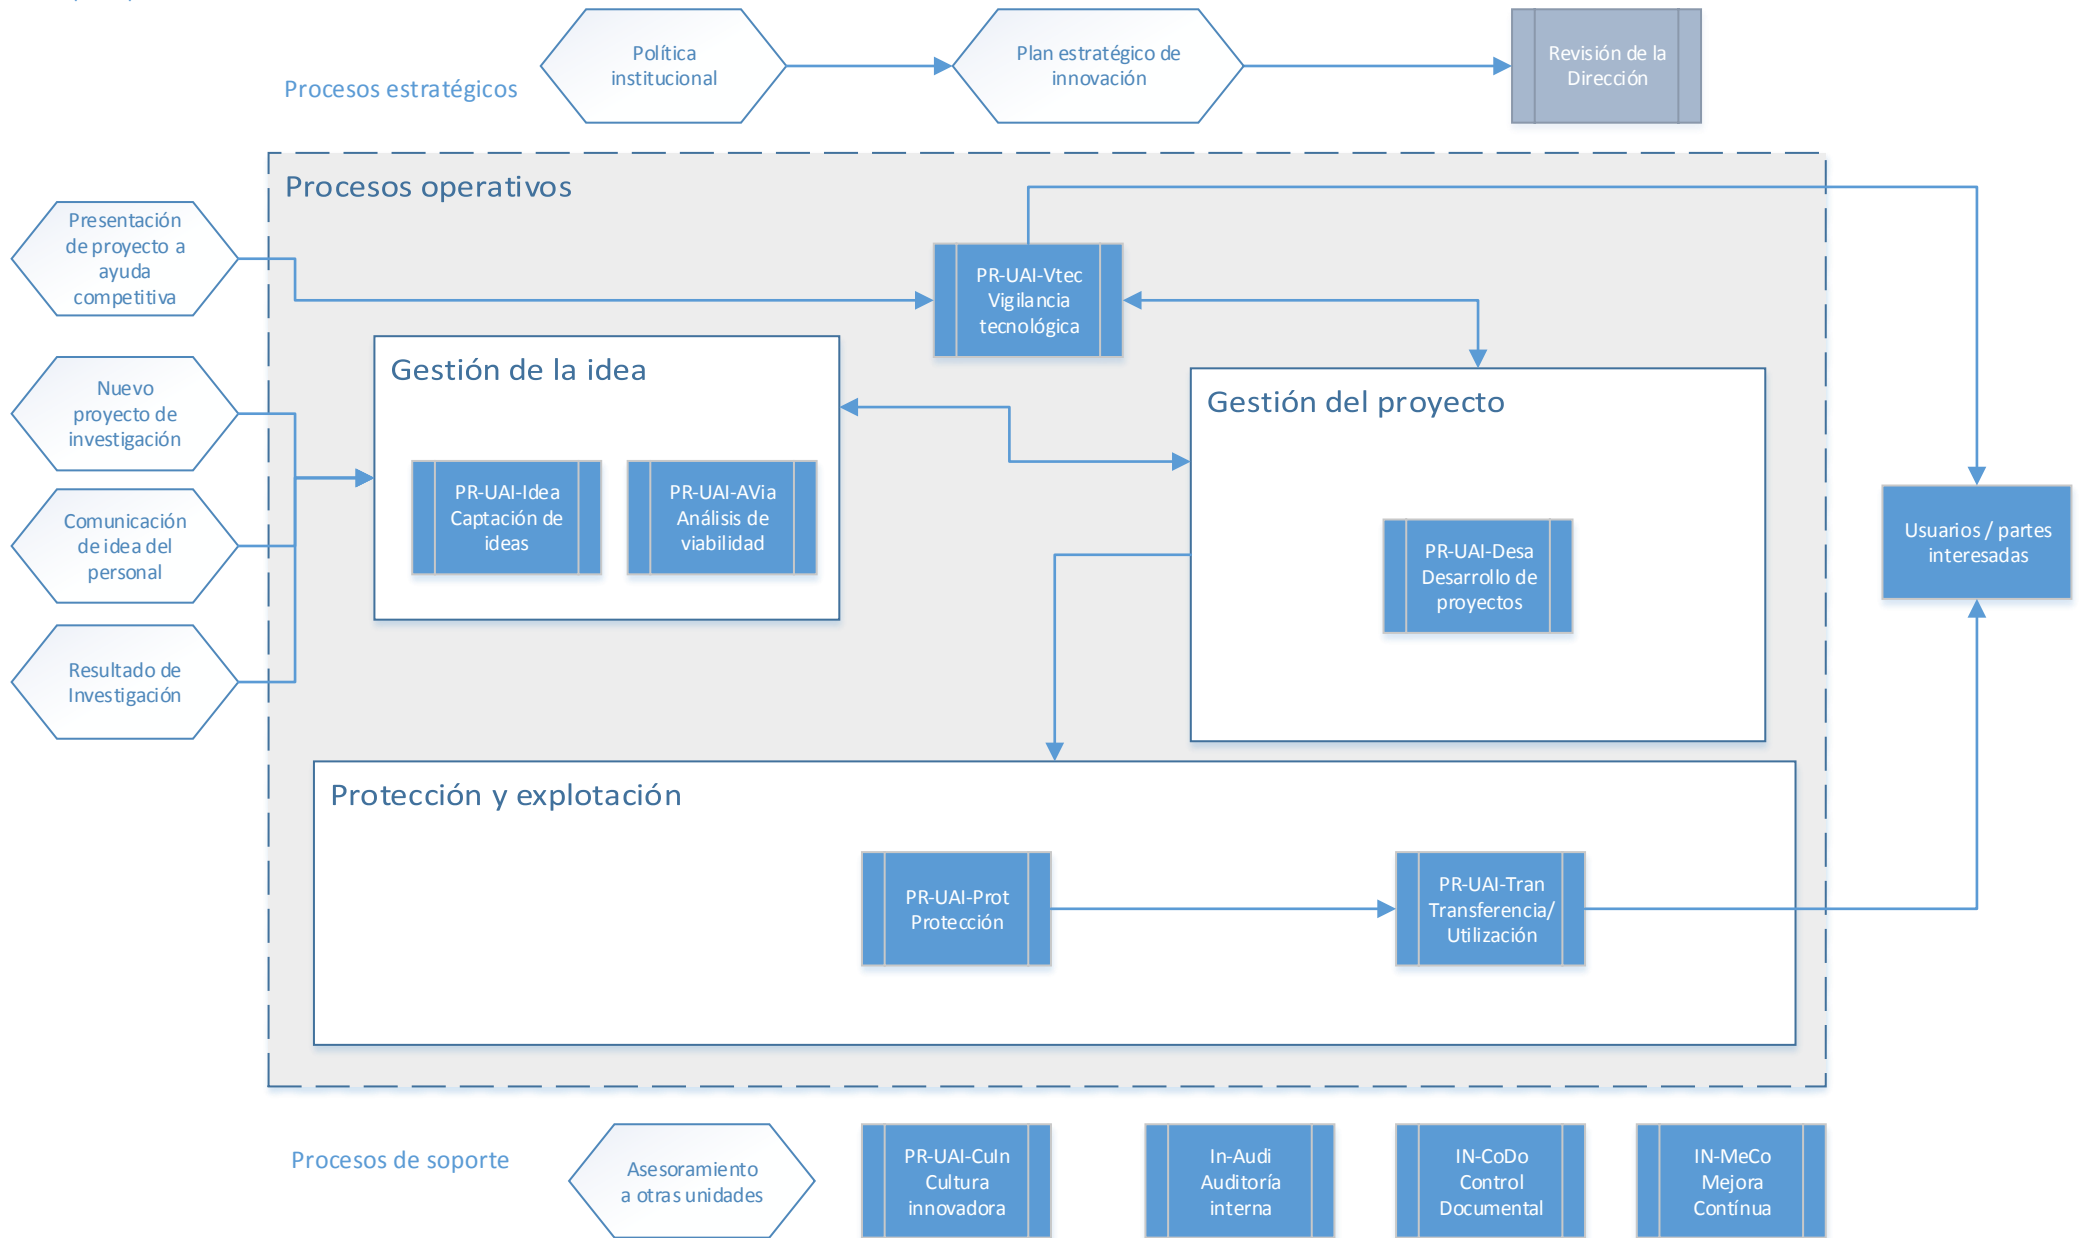 Política
institucional
Plan estratégico de
innovación
Revisión de la
Dirección
Procesos estratégicos
Procesos operativos
Presentación
de proyecto a
ayuda
competitiva
PR-UAI-Vtec
Vigilancia
tecnológica
Gestión de la idea
Nuevo
proyecto de
investigación
Gestión del proyecto
PR-UAI-Idea
Captación de
ideas
PR-UAI-AVia
Análisis de
viabilidad
Comunicación
de idea del
personal
PR-UAI-Desa
Desarrollo de
proyectos
Usuarios / partes
interesadas
Resultado de
Investigación
Protección y explotación
PR-UAI-Prot
Protección
PR-UAI-Tran
Transferencia/
Utilización
Procesos de soporte
Asesoramiento
a otras unidades
PR-UAI-CuIn
Cultura
innovadora
In-Audi
Auditoría
interna
IN-CoDo
Control
Documental
IN-MeCo
Mejora
Contínua